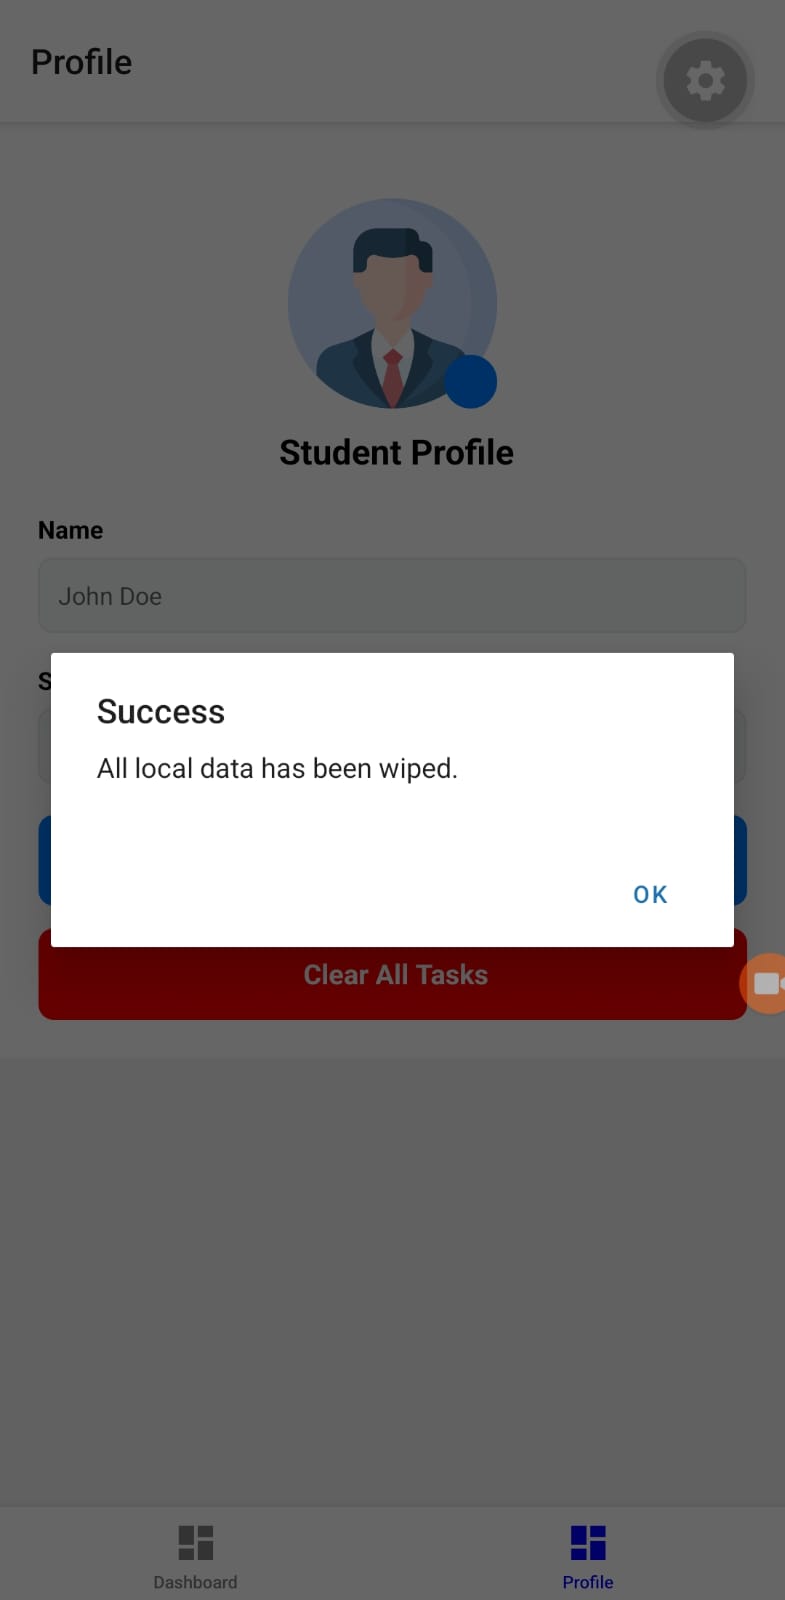 Profile
Student Profile
Name
John Doe
S
Success
All local data has been wiped.
OK
Clear All Tasks
Dashboard
Profile